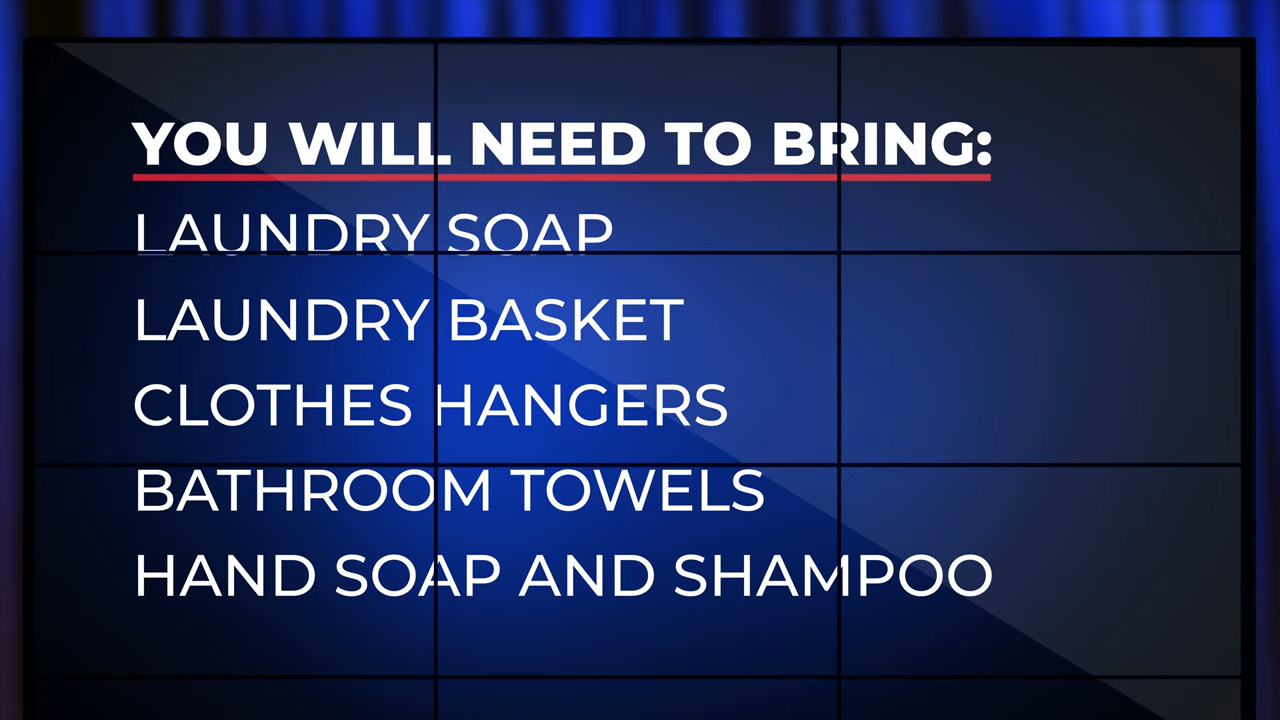 YOU WILL NEED TO BRING:
LAUNDRY SOAP
LAUNDRY BASKET
CLOTHES HANGERS
BATHROOM TOWELS
HAND SOAP AND SHAMPOO